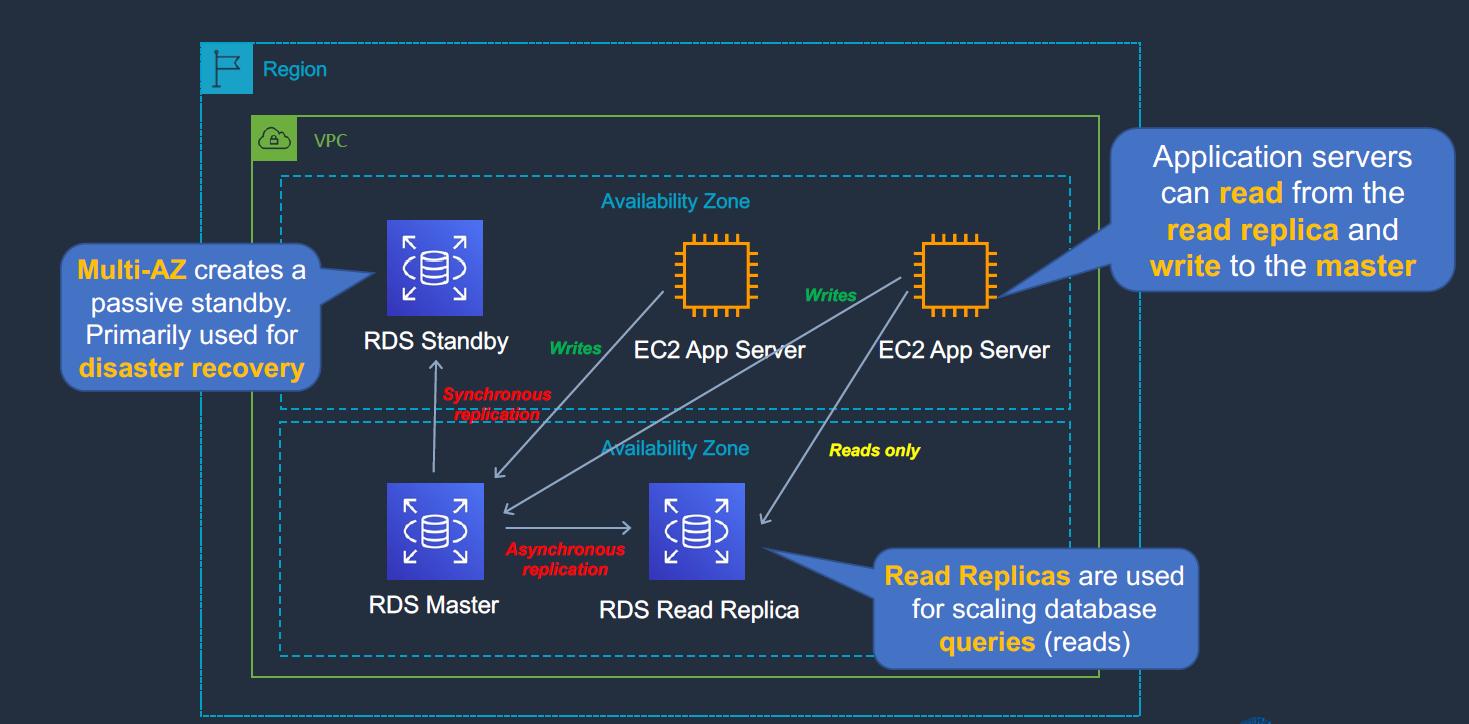 Region
VPC
Availability Zone
Multi-AZ creates a
passive standby.
Primarily used for
disaster recovery
RDS Standby
EC2 App Server
EC2 App Server
Application servers
can read from the
read replica and
write to the master
Writes
Writes
Synchronous
replication
Availability Zone
Reads only
Asynchronous
replication
RDS Master
RDS Read Replica
Read Replicas are used
for scaling database
queries (reads)